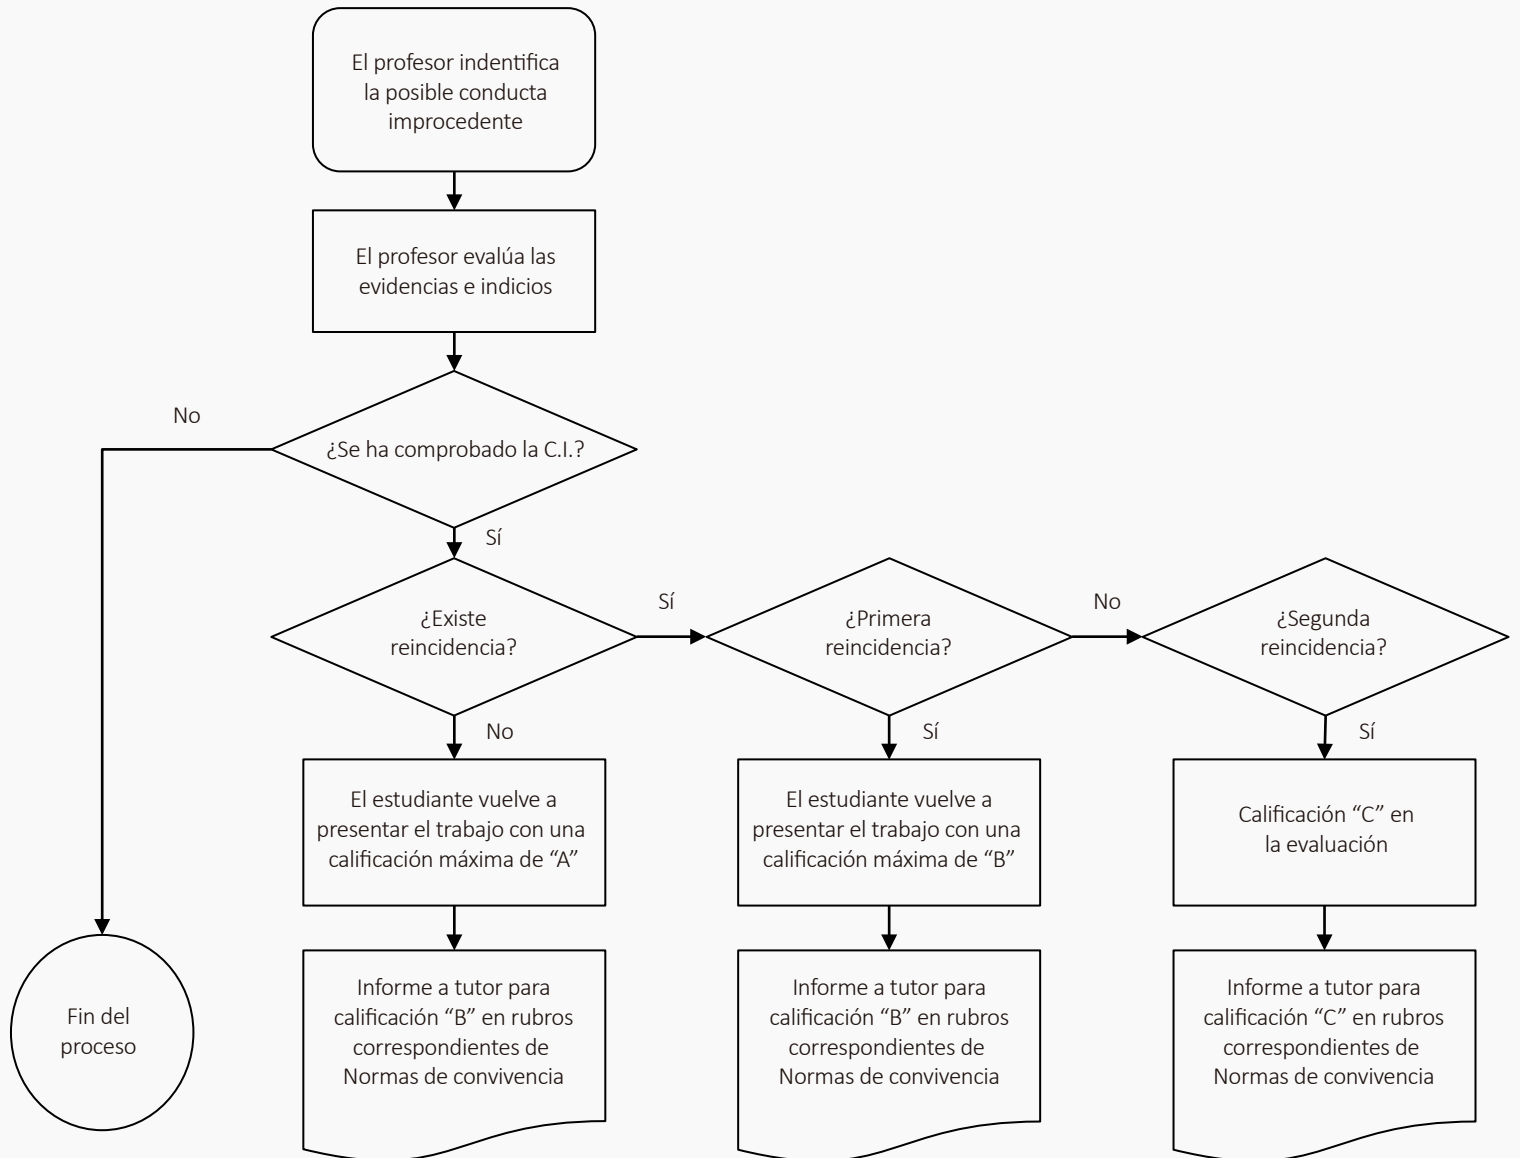 El profesor indentifica
la posible conducta
improcedente
El profesor evalúa las
evidencias e indicios
No
¿Se ha comprobado la C.I.?
Sí
¿Existe
reincidencia?
Sí
¿Primera
reincidencia?
No
¿Segunda
reincidencia?
No
Sí
Sí
El estudiante vuelve a
presentar el trabajo con una
calificación máxima de “A”
El estudiante vuelve a
presentar el trabajo con una
calificación máxima de “B”
Calificación “C” en
la evaluación
Fin del
proceso
Informe a tutor para
calificación “B” en rubros
correspondientes de
Normas de convivencia
Informe a tutor para
calificación “B” en rubros
correspondientes de
Normas de convivencia
Informe a tutor para
calificación “C” en rubros
correspondientes de
Normas de convivencia